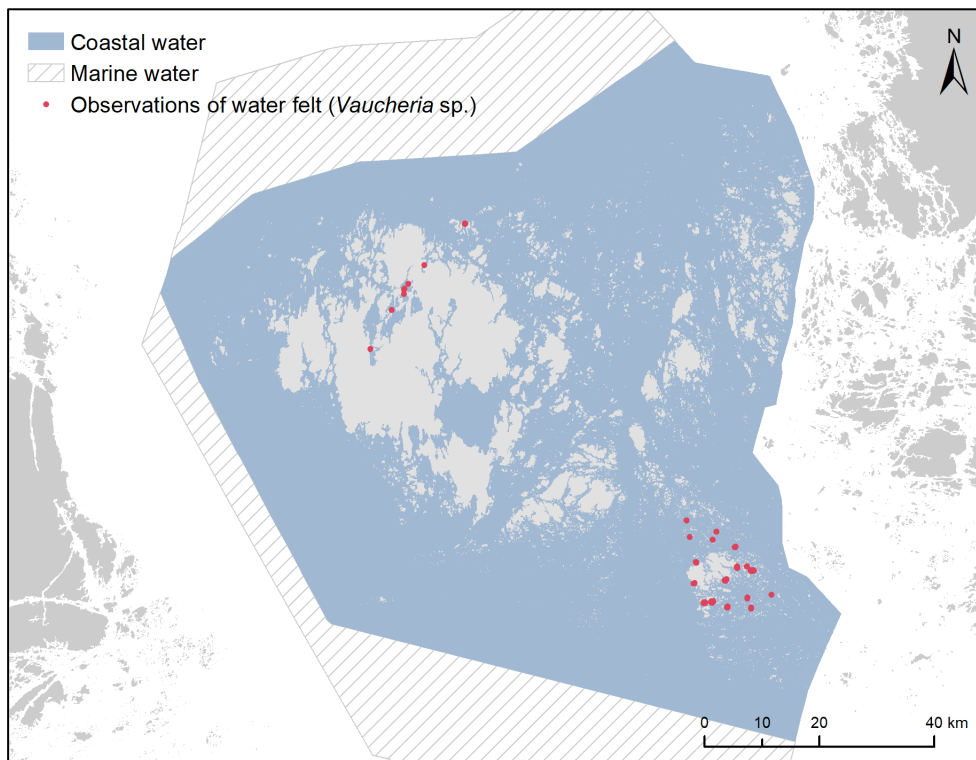 Coastal water
Marine water
Observations of water felt (Vaucheria sp.)
N
0 10 20 40 km